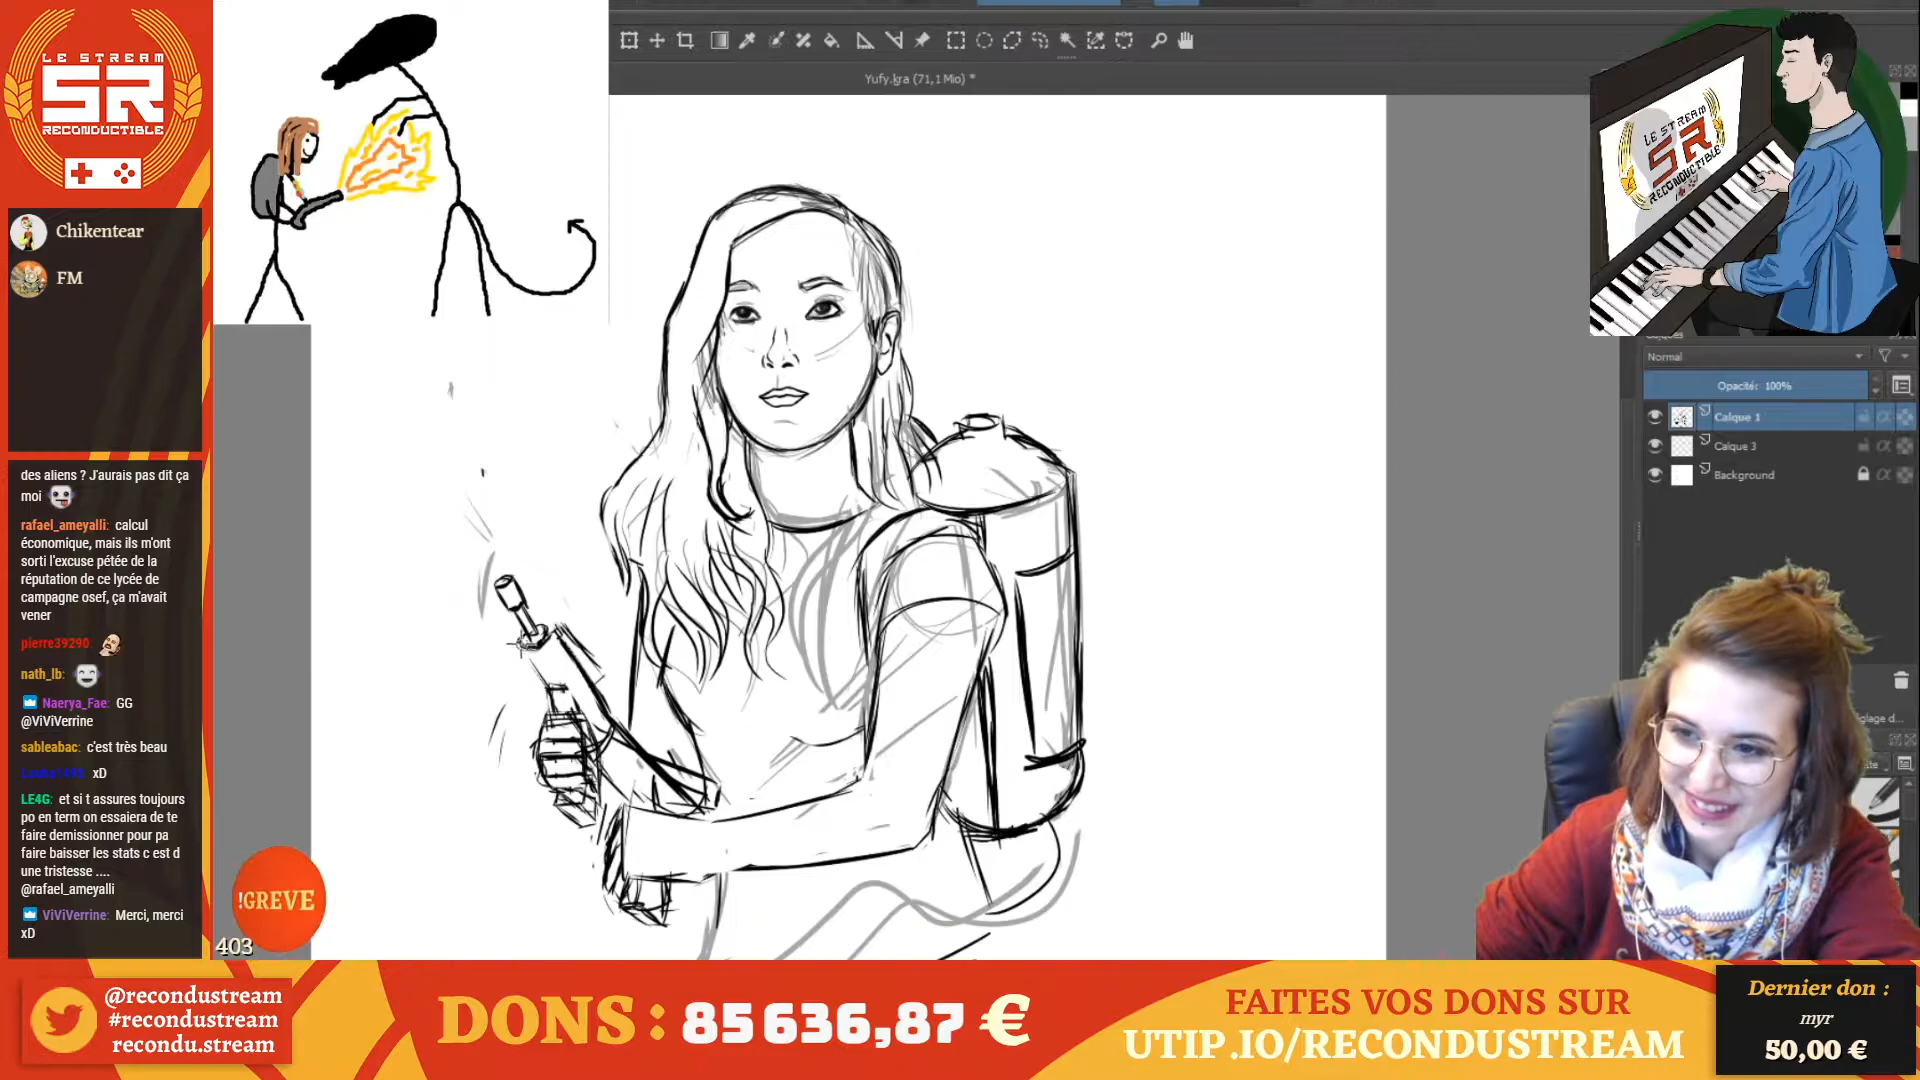 LE STREAM
SR
RECONDUCTIBLE
Chikentear
FM
des aliens ? J'aurais pas dit ça
moi
rafael_ameyalli: calcul
économique, mais ils m'ont
sorti l'excuse pétée de la
réputation de ce lycée de
campagne osef, ça m'avait
vener
pierre39290
nath_lb:
Naerya_Fae: GG
@ViViVerrine
sableabac: c'est très beau
xD
LE4G: et si t assures toujours
po en term on essaiera de te
faire demissionner pour pa
faire baisser les stats c est d
une tristesse ....
@rafael_ameyalli
ViViVerrine: Merci, merci
xD
!GREVE
403
Yufy.kra (71,1 Mio) *
LE STREAM
SR
RECONDUCTIBLE
Normal
Opacité: 100%
Calque 1
Calque 3
Background
@recondustream
#recondustream
recondu.stream
DONS : 85 636,87 €
FAITES VOS DONS SUR
UTIP.IO/RECONDUSTREAM
Dernier don :
myr
50,00 €